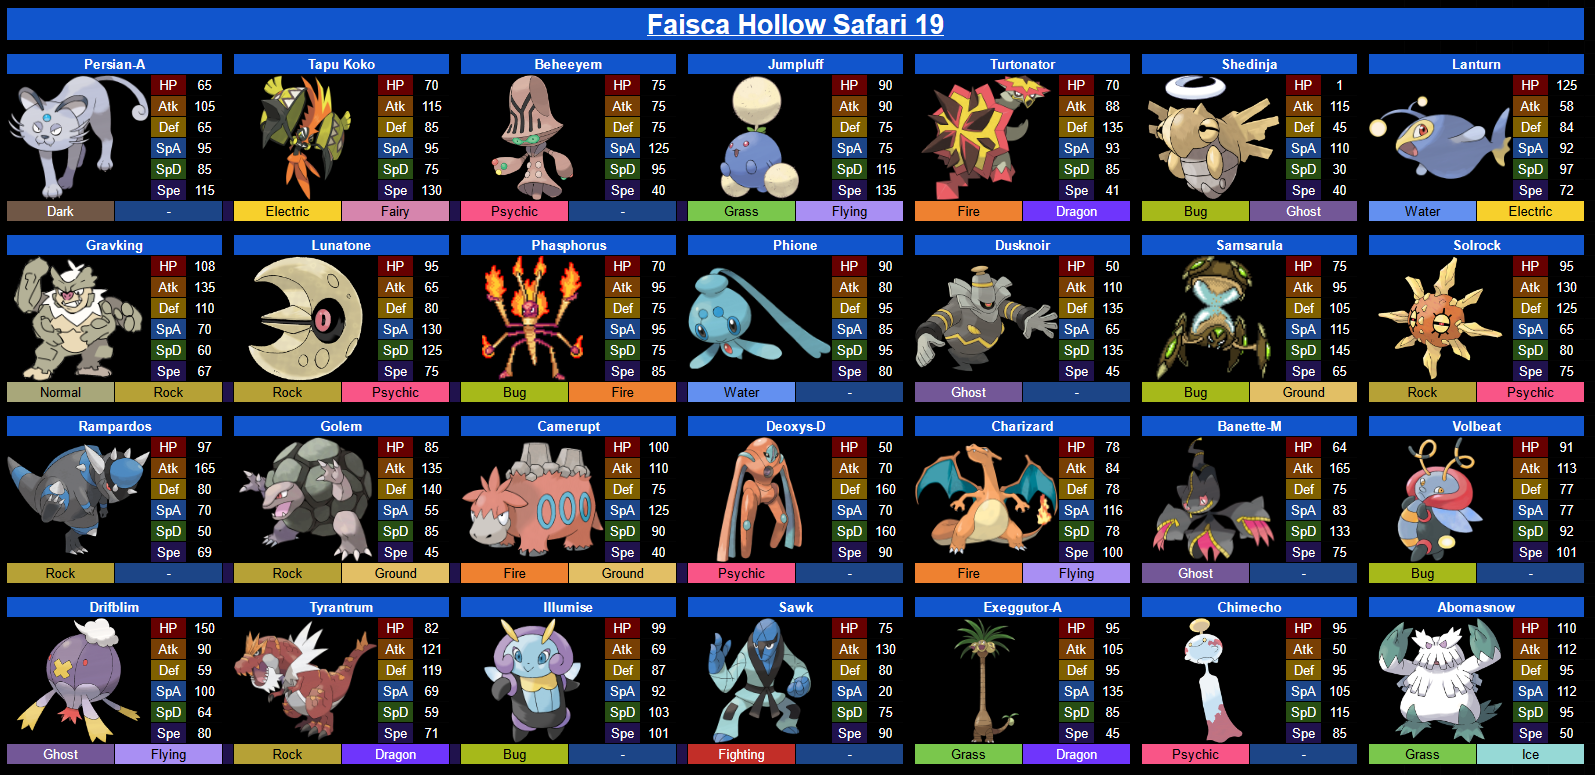 Faisca Hollow Safari 19
Persian-A Tapu Koko Beheeyem Jumpluff Turtonator Shedinja Lanturn
HP 65 HP 70 HP 75 HP 90 HP 70 HP 1 HP 125
Atk 105 Atk 115 Atk 75 Atk 90 Atk 88 Atk 115 Atk 58
Def 65 Def 85 Def 75 Def 90 Def 135 Def 45 Def 84
SpA 95 SpA 95 SpA 125 SpA 75 SpA 93 SpA 110 SpA 92
SpD 85 SpD 75 SpD 95 SpD 115 SpD 85 SpD 30 SpD 97
Spe 115 Spe 130 Spe 40 Spe 135 Spe 41 Spe 40 Spe 72
Dark - Electric Fairy Psychic - Grass Flying Fire Dragon Bug Ghost Water Electric
Gravking Lunatone Phasphorus Phione Dusknoir Samsarula Solrock
HP 108 HP 95 HP 70 HP 90 HP 50 HP 75 HP 95
Atk 135 Atk 65 Atk 95 Atk 80 Atk 110 Atk 95 Atk 130
Def 110 Def 80 Def 75 Def 80 Def 135 Def 105 Def 125
SpA 70 SpA 130 SpA 95 SpA 85 SpA 65 SpA 115 SpA 65
SpD 60 SpD 125 SpD 75 SpD 95 SpD 135 SpD 145 SpD 80
Spe 67 Spe 75 Spe 85 Spe 80 Spe 45 Spe 65 Spe 75
Normal Rock Rock Psychic Bug Fire Water - Ghost - Bug Ground Rock Psychic
Rampardos Golem Camerupt Deoxys-D Charizard Banette-M Volbeat
HP 97 HP 85 HP 100 HP 50 HP 78 HP 64 HP 91
Atk 165 Atk 135 Atk 110 Atk 70 Atk 84 Atk 165 Atk 113
Def 80 Def 140 Def 75 Def 160 Def 78 Def 75 Def 77
SpA 70 SpA 55 SpA 125 SpA 70 SpA 116 SpA 83 SpA 77
SpD 50 SpD 85 SpD 90 SpD 160 SpD 78 SpD 133 SpD 92
Spe 69 Spe 45 Spe 40 Spe 90 Spe 100 Spe 75 Spe 101
Rock - Rock Ground Fire Ground Psychic - Fire Flying Ghost - Bug -
Drifblim Tyrantrum Illumise Sawk Exeggutor-A Chimecho Abomasnow
HP 150 HP 82 HP 99 HP 75 HP 95 HP 95 HP 110
Atk 90 Atk 121 Atk 69 Atk 130 Atk 105 Atk 50 Atk 112
Def 59 Def 119 Def 87 Def 80 Def 95 Def 95 Def 95
SpA 100 SpA 69 SpA 92 SpA 20 SpA 135 SpA 105 SpA 112
SpD 64 SpD 59 SpD 103 SpD 75 SpD 85 SpD 115 SpD 95
Spe 80 Spe 71 Spe 101 Spe 90 Spe 45 Spe 85 Spe 50
Ghost Flying Rock Dragon Bug - Fighting - Grass Dragon Psychic - Grass Ice